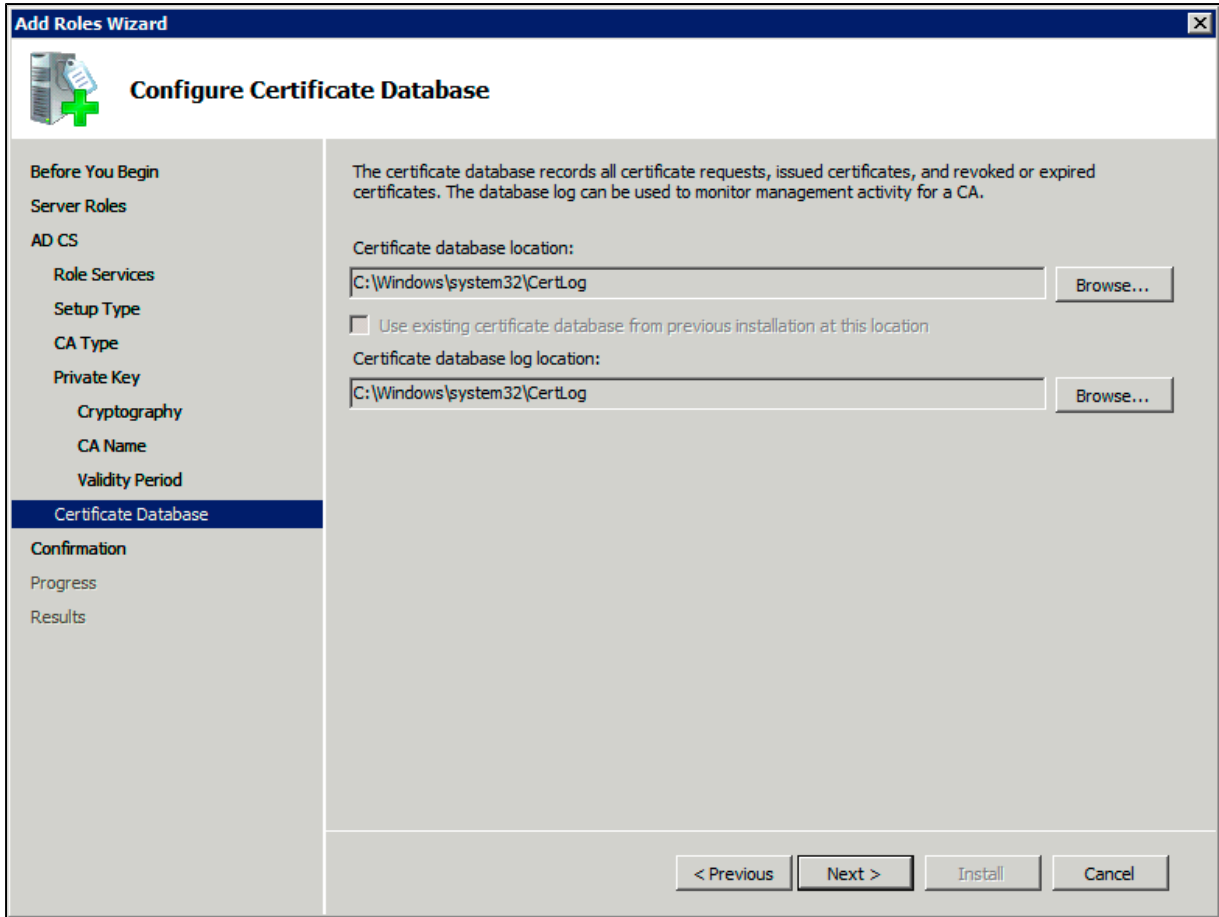 Add Roles Wizard
Configure Certificate Database
Before You Begin
Server Roles
AD CS
Role Services
Setup Type
CA Type
Private Key
Cryptography
CA Name
Validity Period
Certificate Database
Confirmation
Progress
Results
The certificate database records all certificate requests, issued certificates, and revoked or expired
certificates. The database log can be used to monitor management activity for a CA.
Certificate database location:
C:\Windows\system32\CertLog
Browse...
Use existing certificate database from previous installation at this location
Certificate database log location:
C:\Windows\system32\CertLog
Browse...
< Previous
Next >
Install
Cancel